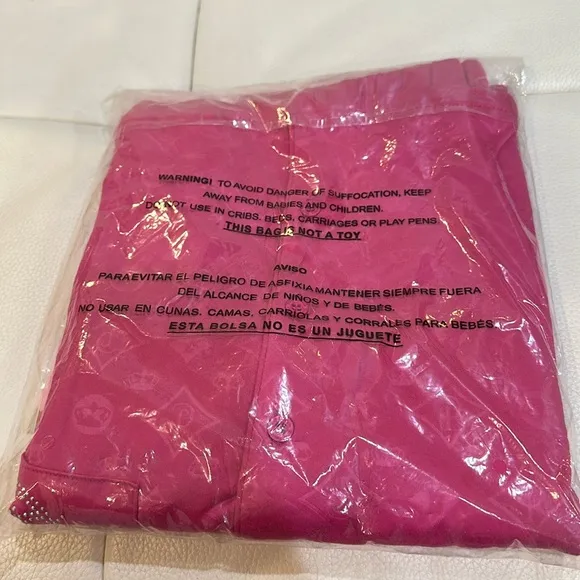 WARNING! TO AVOID DANGER OF SUFFOCATION, KEEP
AWAY FROM BABIES AND CHILDREN.
DO NOT USE IN CRIBS, BEDS, CARRIAGES OR PLAY PENS.
THIS BAG IS NOT A TOY
AVISO
PARA EVITAR EL PELIGRO DE ASFIXIA MANTENER SIEMPRE FUERA
DEL ALCANCE DE NIÑOS Y DE BEBÉS.
NO USAR EN CUNAS, CAMAS, CARRIOLAS Y CORRALES PARA BEBÉS.
ESTA BOLSA NO ES UN JUGUETE